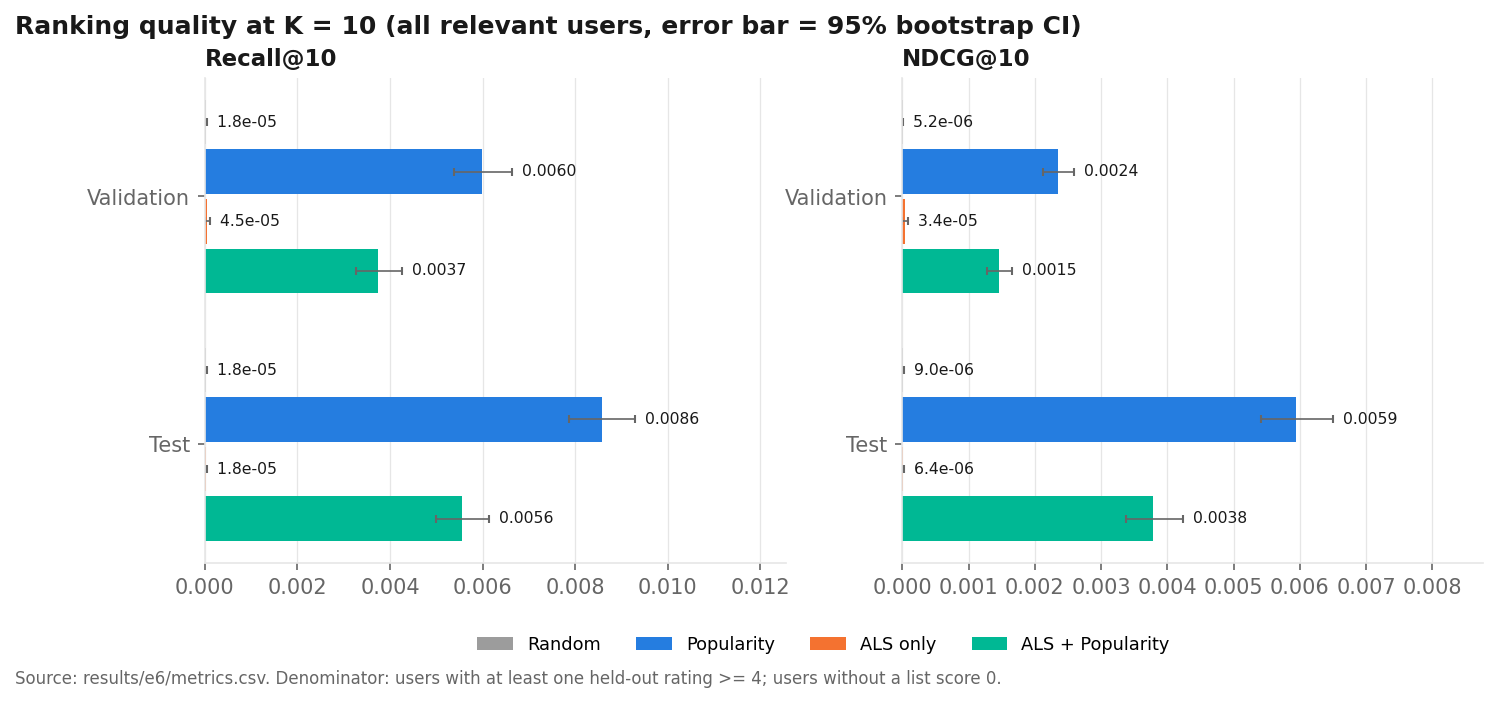 Ranking quality at K = 10 (all relevant users, error bar = 95% bootstrap CI)
Recall@10
1.8e-05
0.0060
Validation
4.5e-05
0.0037
1.8e-05
0.0086
Test
1.8e-05
0.0056
0.000 0.002 0.004 0.006 0.008 0.010 0.012
NDCG@10
5.2e-06
0.0024
Validation
3.4e-05
0.0015
9.0e-06
0.0059
Test
6.4e-06
0.0038
0.000 0.001 0.002 0.003 0.004 0.005 0.006 0.007 0.008
Random Popularity ALS only ALS + Popularity
Source: results/e6/metrics.csv. Denominator: users with at least one held-out rating >= 4; users without a list score 0.